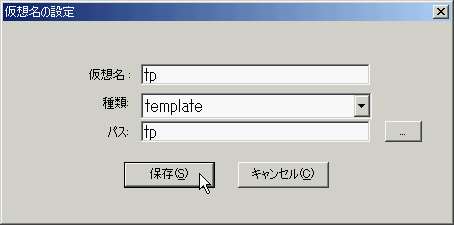 仮想名の設定
仮想名: tp
種類: template
パス: tp ...
保存(S) キャンセル(C)